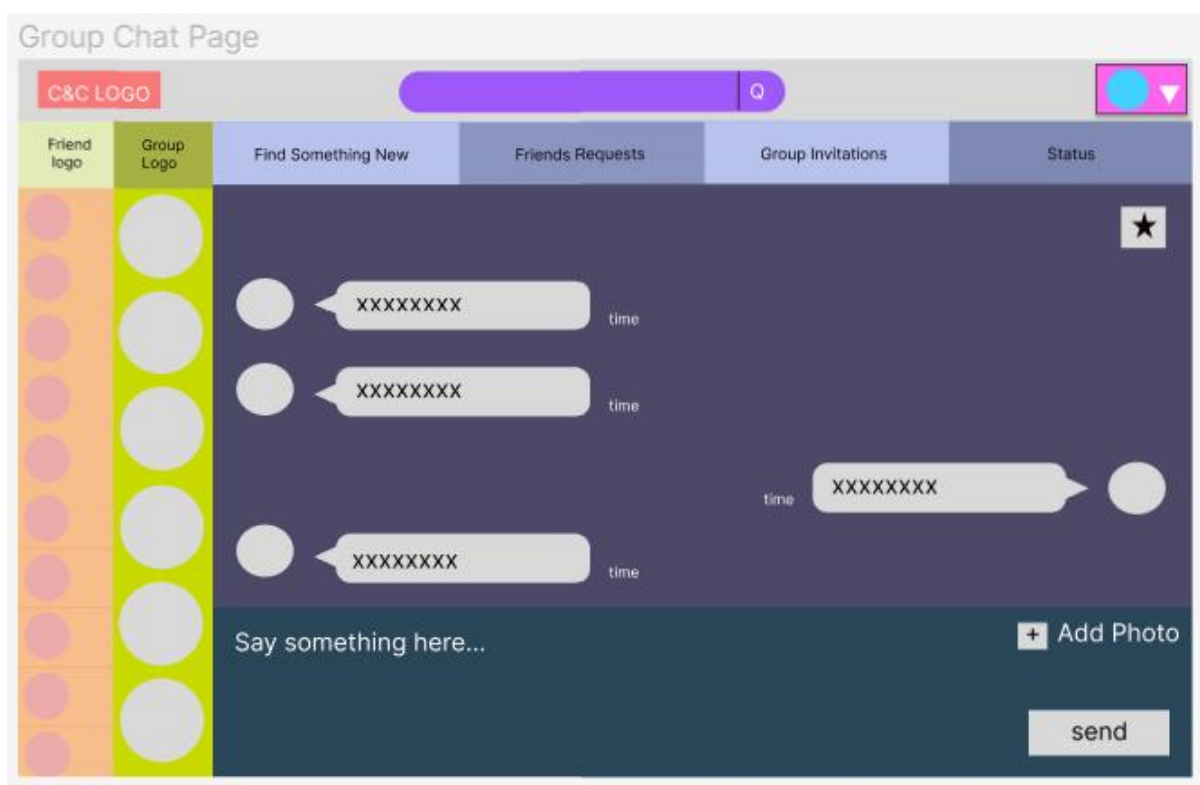 Group Chat Page
C&C LOGO
Q
Friend
logo
Group
Logo
Find Something New
Friends Requests
Group Invitations
Status
XXXXXXXX
time
XXXXXXXX
time
time
XXXXXXXX
XXXXXXXX
time
Say something here...
+ Add Photo
send